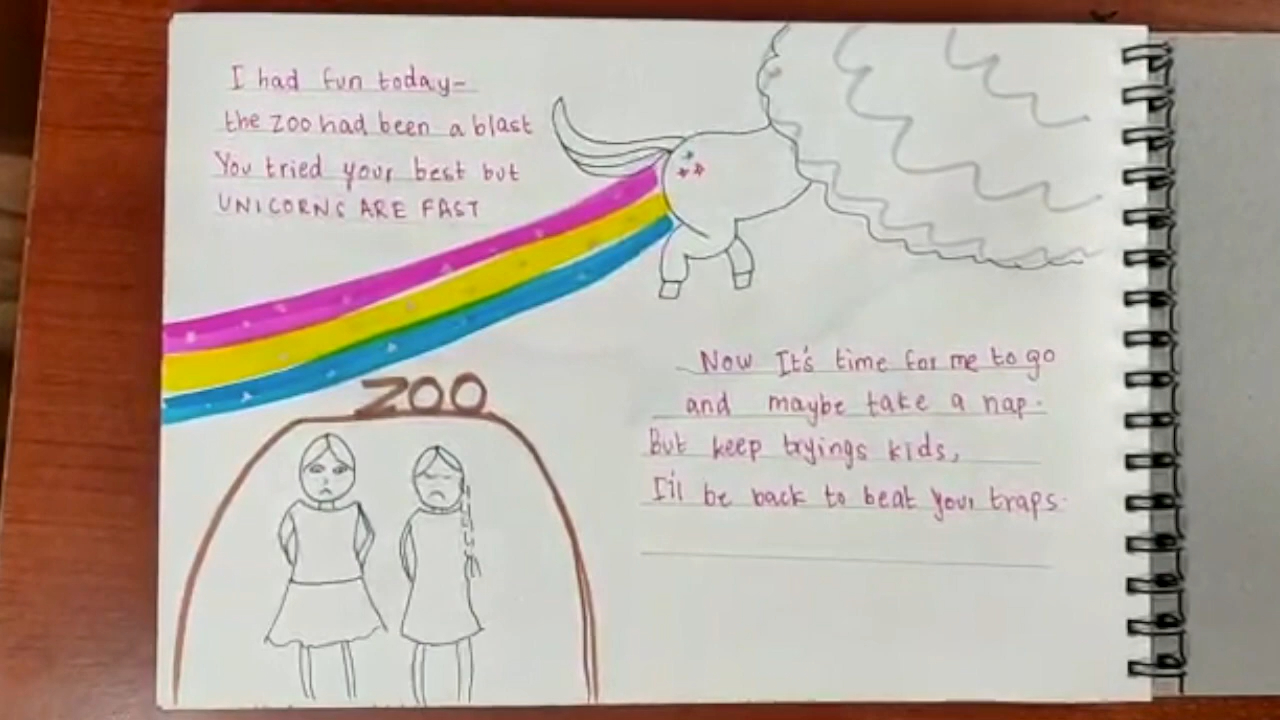 I had fun today-
the zoo had been a blast
You tried your best but
UNICORNS ARE FAST
ZOO
Now It's time for me to go
and maybe take a nap.
But keep tryings kids,
I'll be back to beat your traps.